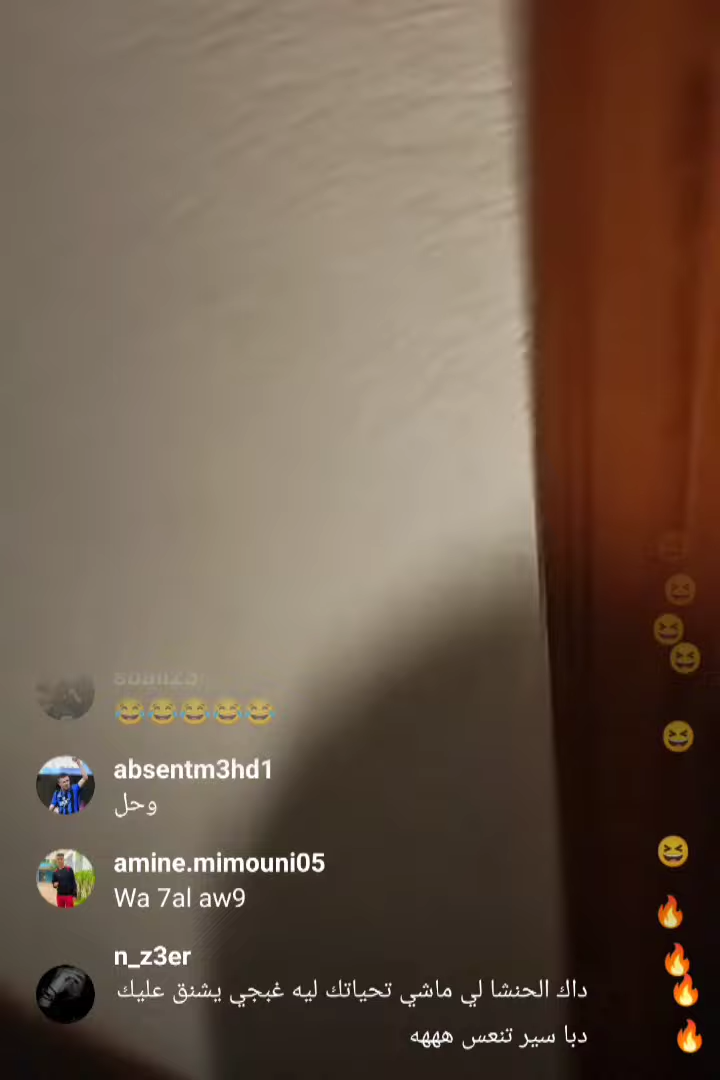 😂😂😂😂😂
absentm3hd1
وحل
amine.mimouni05
Wa 7al aw9
n_z3er
داك الحنشا لي ماشي تحياتك ليه غبجي يشنق عليك
دبا سير تنعس هههه